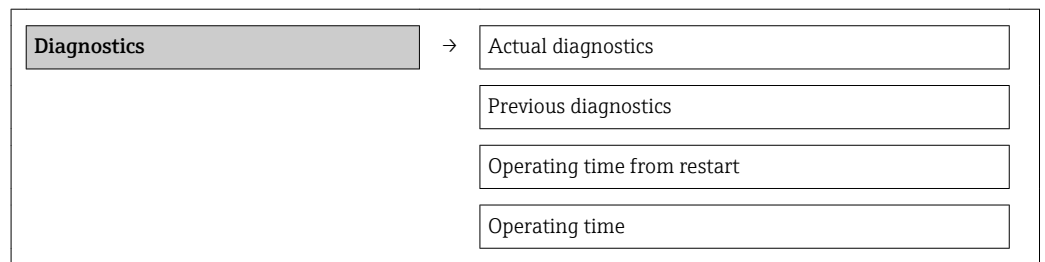 Diagnostics → Actual diagnostics
Previous diagnostics
Operating time from restart
Operating time